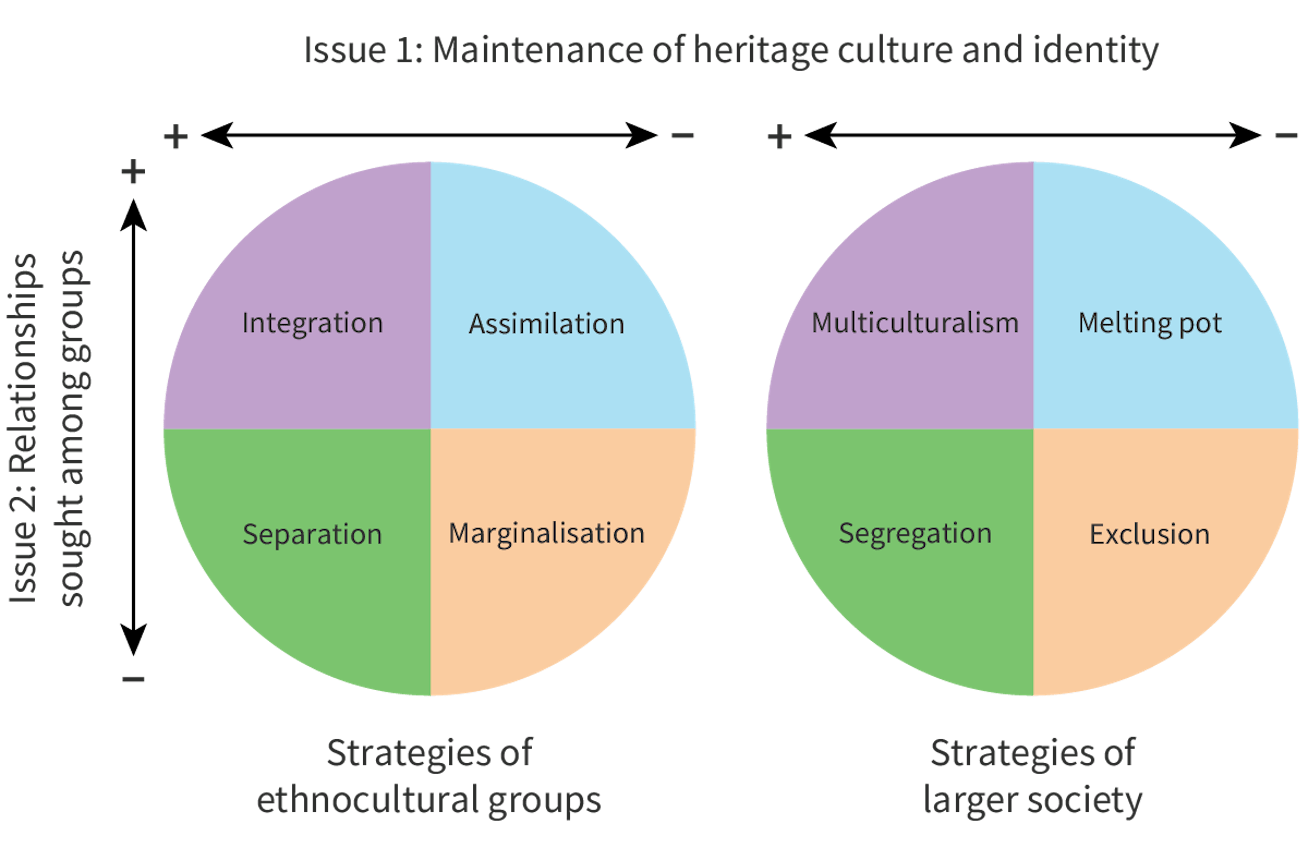 Issue 1: Maintenance of heritage culture and identity
+ − + −
+
Issue 2: Relationships
sought among groups
−
Integration
Assimilation
Separation
Marginalisation
Multiculturalism
Melting pot
Segregation
Exclusion
Strategies of
ethnocultural groups
Strategies of
larger society